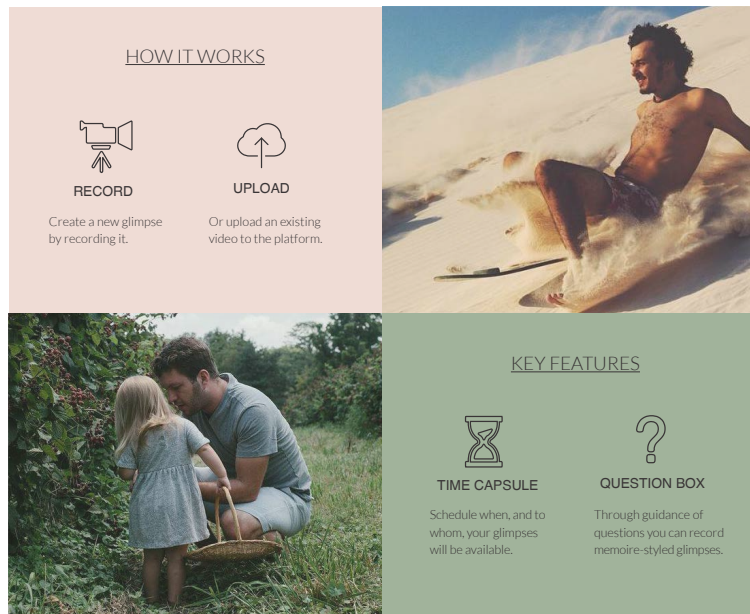 HOW IT WORKS
RECORD
Create a new glimpse
by recording it.
UPLOAD
Or upload an existing
video to the platform.
KEY FEATURES
TIME CAPSULE
Schedule when, and to
whom, your glimpses
will be available.
QUESTION BOX
Through guidance of
questions you can record
memoire-styled glimpses.